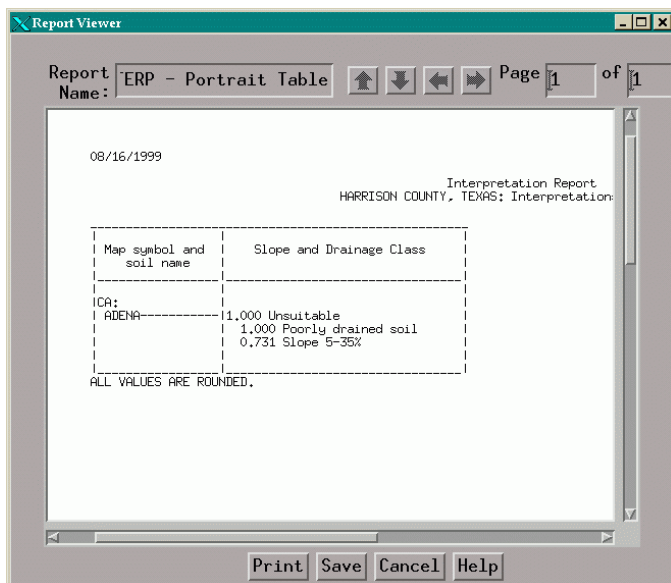 Report Viewer
Report Name: TERP - Portrait Table Page 1 of 1
08/16/1999
Interpretation Report
HARRISON COUNTY, TEXAS: Interpretation
Map symbol and soil name
Slope and Drainage Class
CA:
ADENA-----------|1.000 Unsuitable
1.000 Poorly drained soil
0.731 Slope 5-35%
ALL VALUES ARE ROUNDED.
Print Save Cancel Help